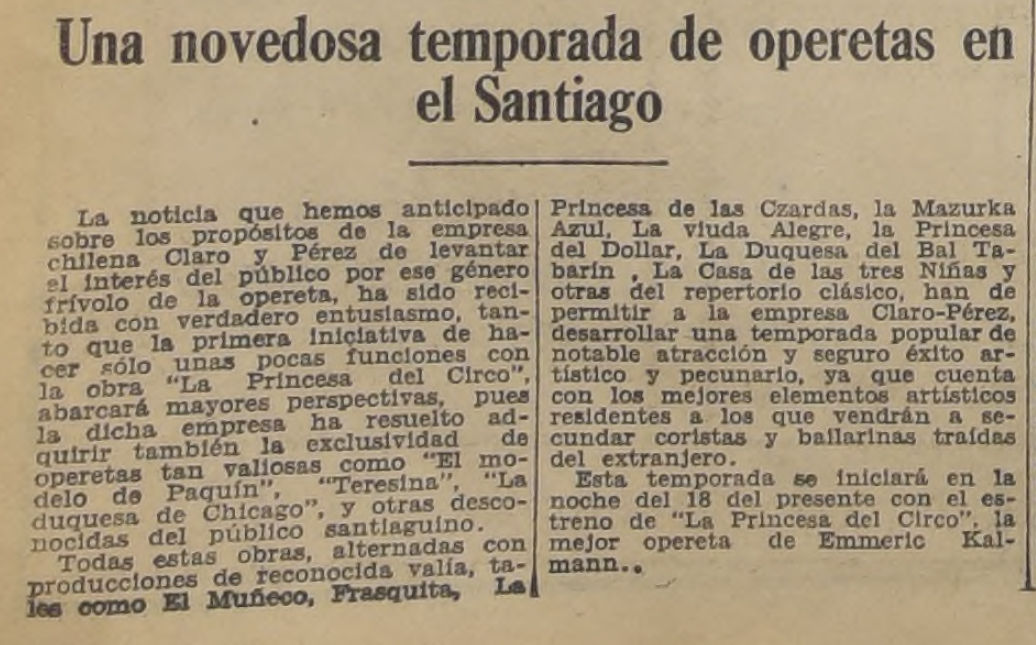 Una novedosa temporada de operetas en
el Santiago
La noticia que hemos anticipado
sobre los propósitos de la empresa
chilena Claro y Pérez de levantar
el interés del público por ese género
frívolo de la opereta, ha sido reci-
bida con verdadero entusiasmo, tan-
to que la primera iniciativa de ha-
cer sólo unas pocas funciones con
la obra "La Princesa del Circo",
abarcará mayores perspectivas, pues
la dicha empresa ha resuelto ad-
quirir también la exclusividad de
operetas tan valiosas como "El mo-
delo de Paquín", "Teresina", "La
duquesa de Chicago", y otras desco-
nocidas del público santiaguino.
Todas estas obras, alternadas con
producciones de reconocida valía, ta-
les como El Muñeco, Frasquita, La
Princesa de las Czardas, la Mazurka
Azul, La viuda Alegre, la Princesa
del Dollar, La Duquesa del Bal Ta-
barín , La Casa de las tres Niñas y
otras del repertorio clásico, han de
permitir a la empresa Claro-Pérez,
desarrollar una temporada popular de
notable atracción y seguro éxito ar-
tístico y pecunario, ya que cuenta
con los mejores elementos artísticos
residentes a los que vendrán a se-
cundar coristas y bailarinas traídas
del extranjero.
Esta temporada se iniciará en la
noche del 18 del presente con el es-
treno de "La Princesa del Circo", la
mejor opereta de Emmeric Kal-
mann..